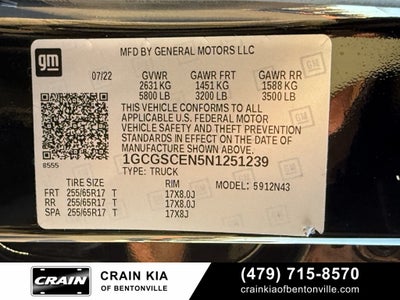 MFD BY GENERAL MOTORS LLC
gm
07/22 GVWR GAWR FRT GAWR RR
2631 KG 1451 KG 1588 KG
5800 LB 3200 LB 3500 LB
THIS VEHICLE CONFORMS TO ALL
APPLICABLE U.S. FEDERAL MOTOR
VEHICLE SAFETY AND THEFT PREVENTION
STANDARDS IN EFFECT ON THE DATE OF
MANUFACTURE SHOWN ABOVE.
8555
1GCGSCEN5N1251239
TYPE: TRUCK MODEL: 5912N43
TIRE SIZE SPEED RTG RIM
FRT 255/65R17 T 17X8.0J
RR 255/65R17 T 17X8.0J
SPA 255/65R17 T 17X8J
CRAIN
CRAIN KIA
OF BENTONVILLE
(479) 715-8570
crainkiaofbentonville.com